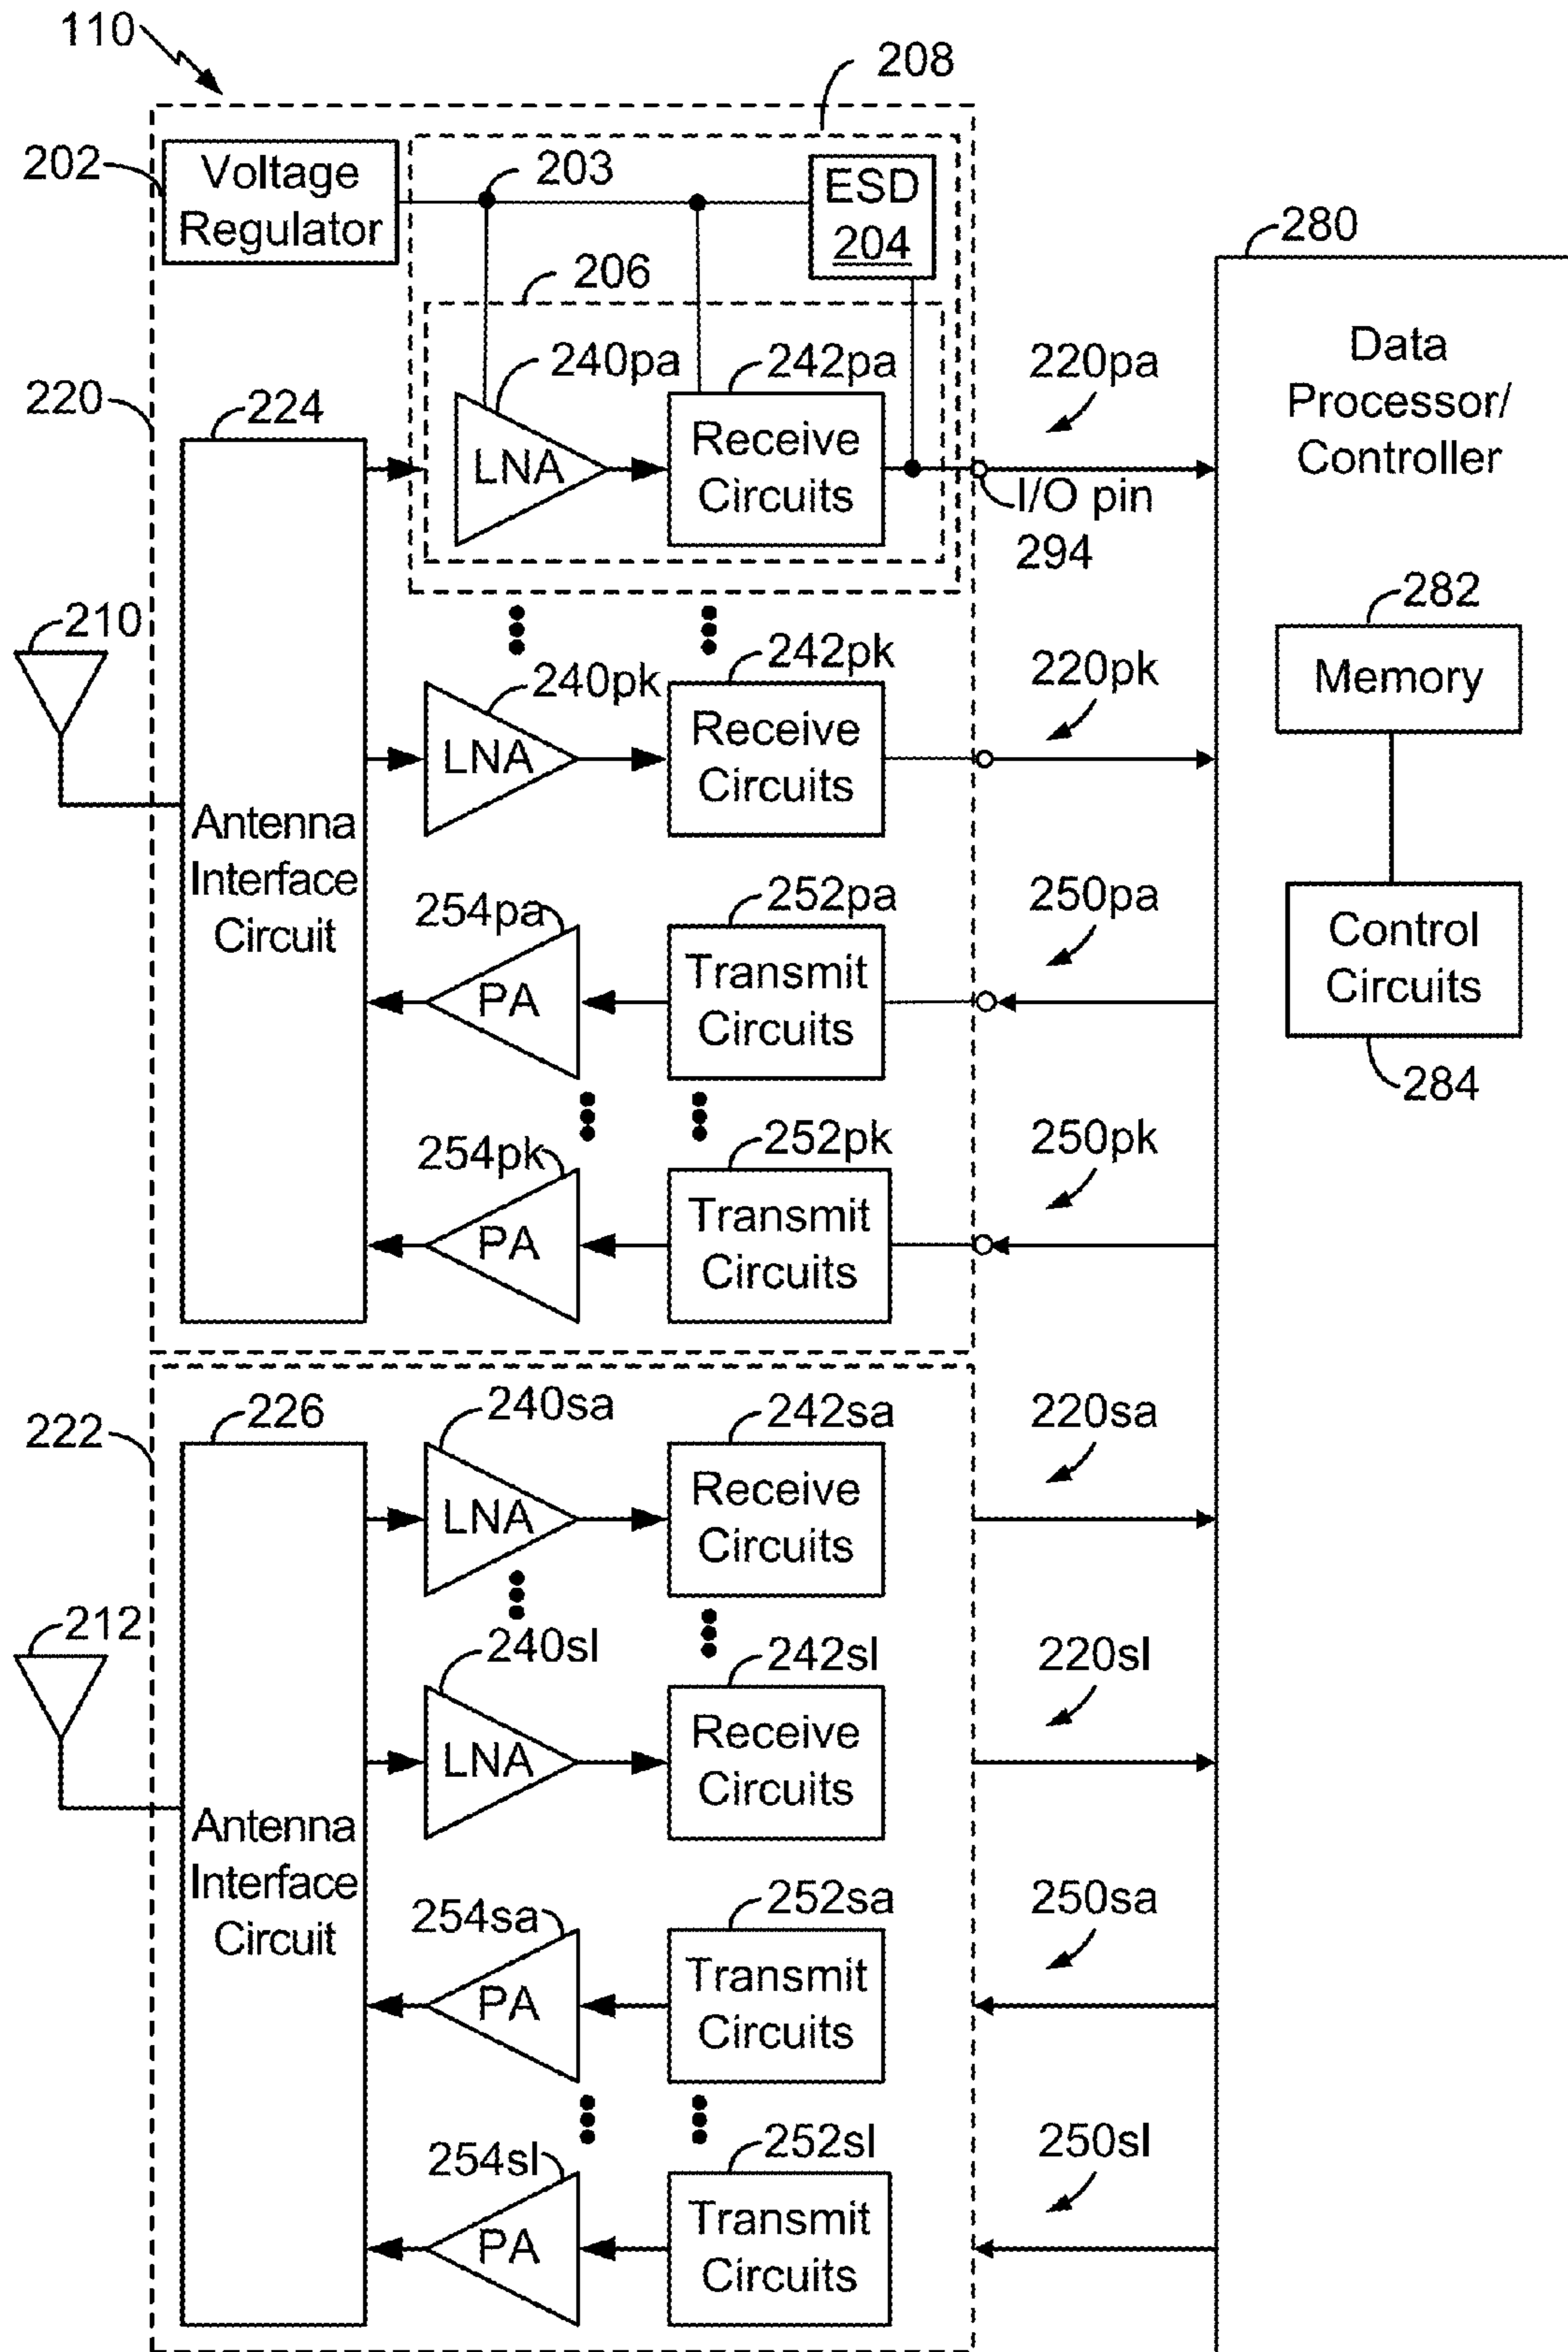 110
208
202
Voltage
Regulator
203
ESD
204
280
206
240pa
242pa
220pa
Data
Processor/
Controller
220
224
LNA
Receive
Circuits
I/O pin
294
282
210
242pk
240pk
220pk
Memory
LNA
Receive
Circuits
Antenna
Interface
Circuit
254pa
252pa
250pa
Control
Circuits
PA
Transmit
Circuits
284
254pk
252pk
250pk
PA
Transmit
Circuits
222
226
240sa
242sa
220sa
LNA
Receive
Circuits
212
240sl
242sl
220sl
LNA
Receive
Circuits
Antenna
Interface
Circuit
254sa
252sa
250sa
PA
Transmit
Circuits
254sl
252sl
250sl
PA
Transmit
Circuits